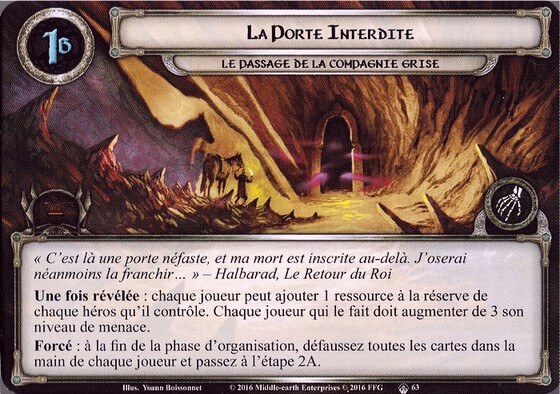 1B
La Porte Interdite
Le Passage de la Compagnie Grise
« C'est là une porte néfaste, et ma mort est inscrite au-delà. J'oserai
néanmoins la franchir… » – Halbarad, Le Retour du Roi
Une fois révélée : chaque joueur peut ajouter 1 ressource à la réserve de
chaque héros qu'il contrôle. Chaque joueur qui le fait doit augmenter de 3 son
niveau de menace.
Forcé : à la fin de la phase d'organisation, défaussez toutes les cartes dans la
main de chaque joueur et passez à l'étape 2A.
Illus. Yoann Boissonnet
© 2016 Middle-earth Enterprises © 2016 FFG
63